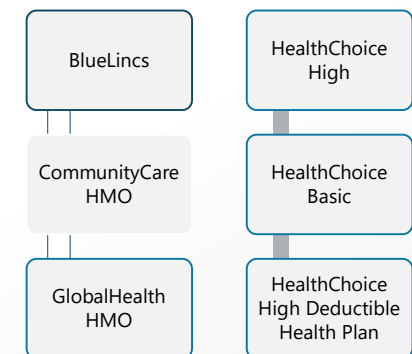 BlueLincs
CommunityCare
HMO
GlobalHealth
HMO
HealthChoice
High
HealthChoice
Basic
HealthChoice
High Deductible
Health Plan